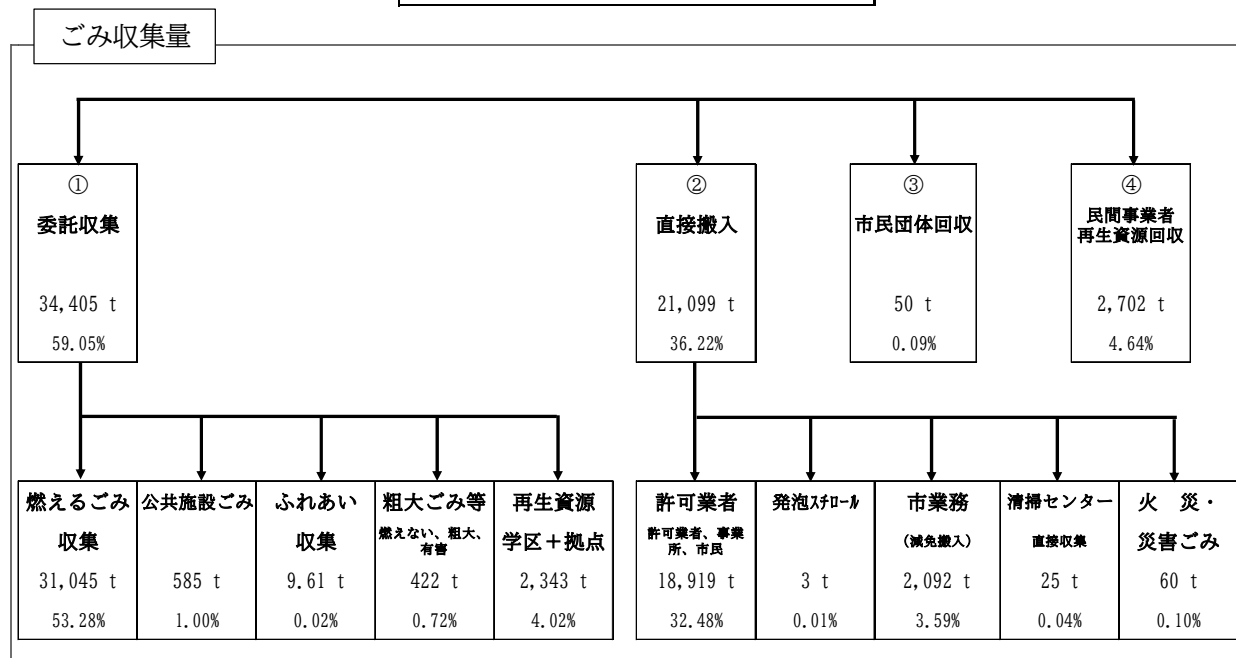 ごみ収集量
①
委託収集
34,405 t
59.05%
②
直接搬入
21,099 t
36.22%
③
市民団体回収
50 t
0.09%
④
民間事業者
再生資源回収
2,702 t
4.64%
燃えるごみ
収集
31,045 t
53.28%
公共施設ごみ
585 t
1.00%
ふれあい
収集
9.61 t
0.02%
粗大ごみ等
燃えない、粗大、
有害
422 t
0.72%
再生資源
学区＋拠点
2,343 t
4.02%
許可業者
許可業者、事業
所、市民
18,919 t
32.48%
発泡ｽﾁﾛｰﾙ
3 t
0.01%
市業務
(減免搬入)
2,092 t
3.59%
清掃センター
直接収集
25 t
0.04%
火　災・
災害ごみ
60 t
0.10%